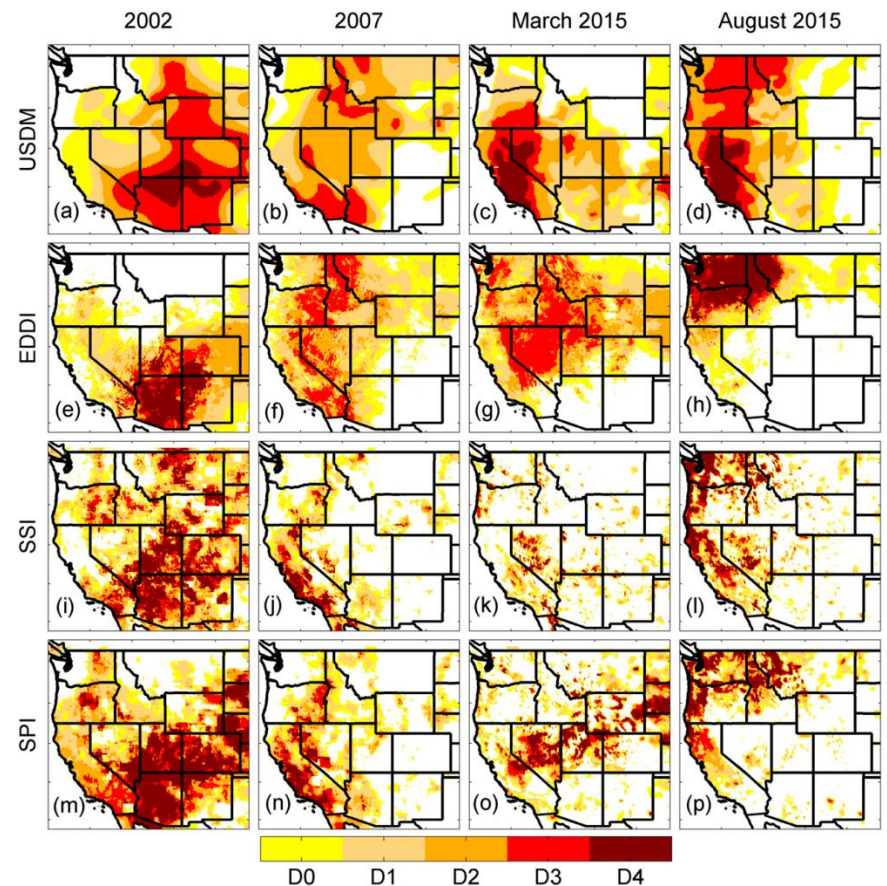 2002 2007 March 2015 August 2015
USDM
(a) (b) (c) (d)
EDDI
(e) (f) (g) (h)
SSI
(i) (j) (k) (l)
SPI
(m) (n) (o) (p)
D0 D1 D2 D3 D4